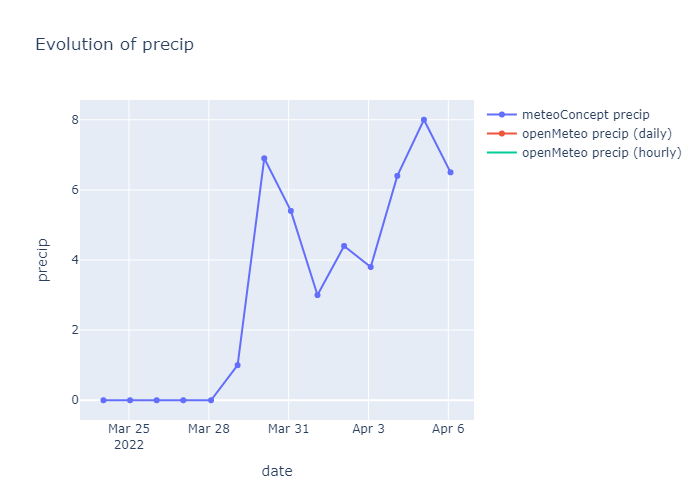 Evolution of precip
meteoConcept precip
openMeteo precip (daily)
openMeteo precip (hourly)
8
6
4
2
0
precip
Mar 25 Mar 28 Mar 31 Apr 3 Apr 6
2022
date